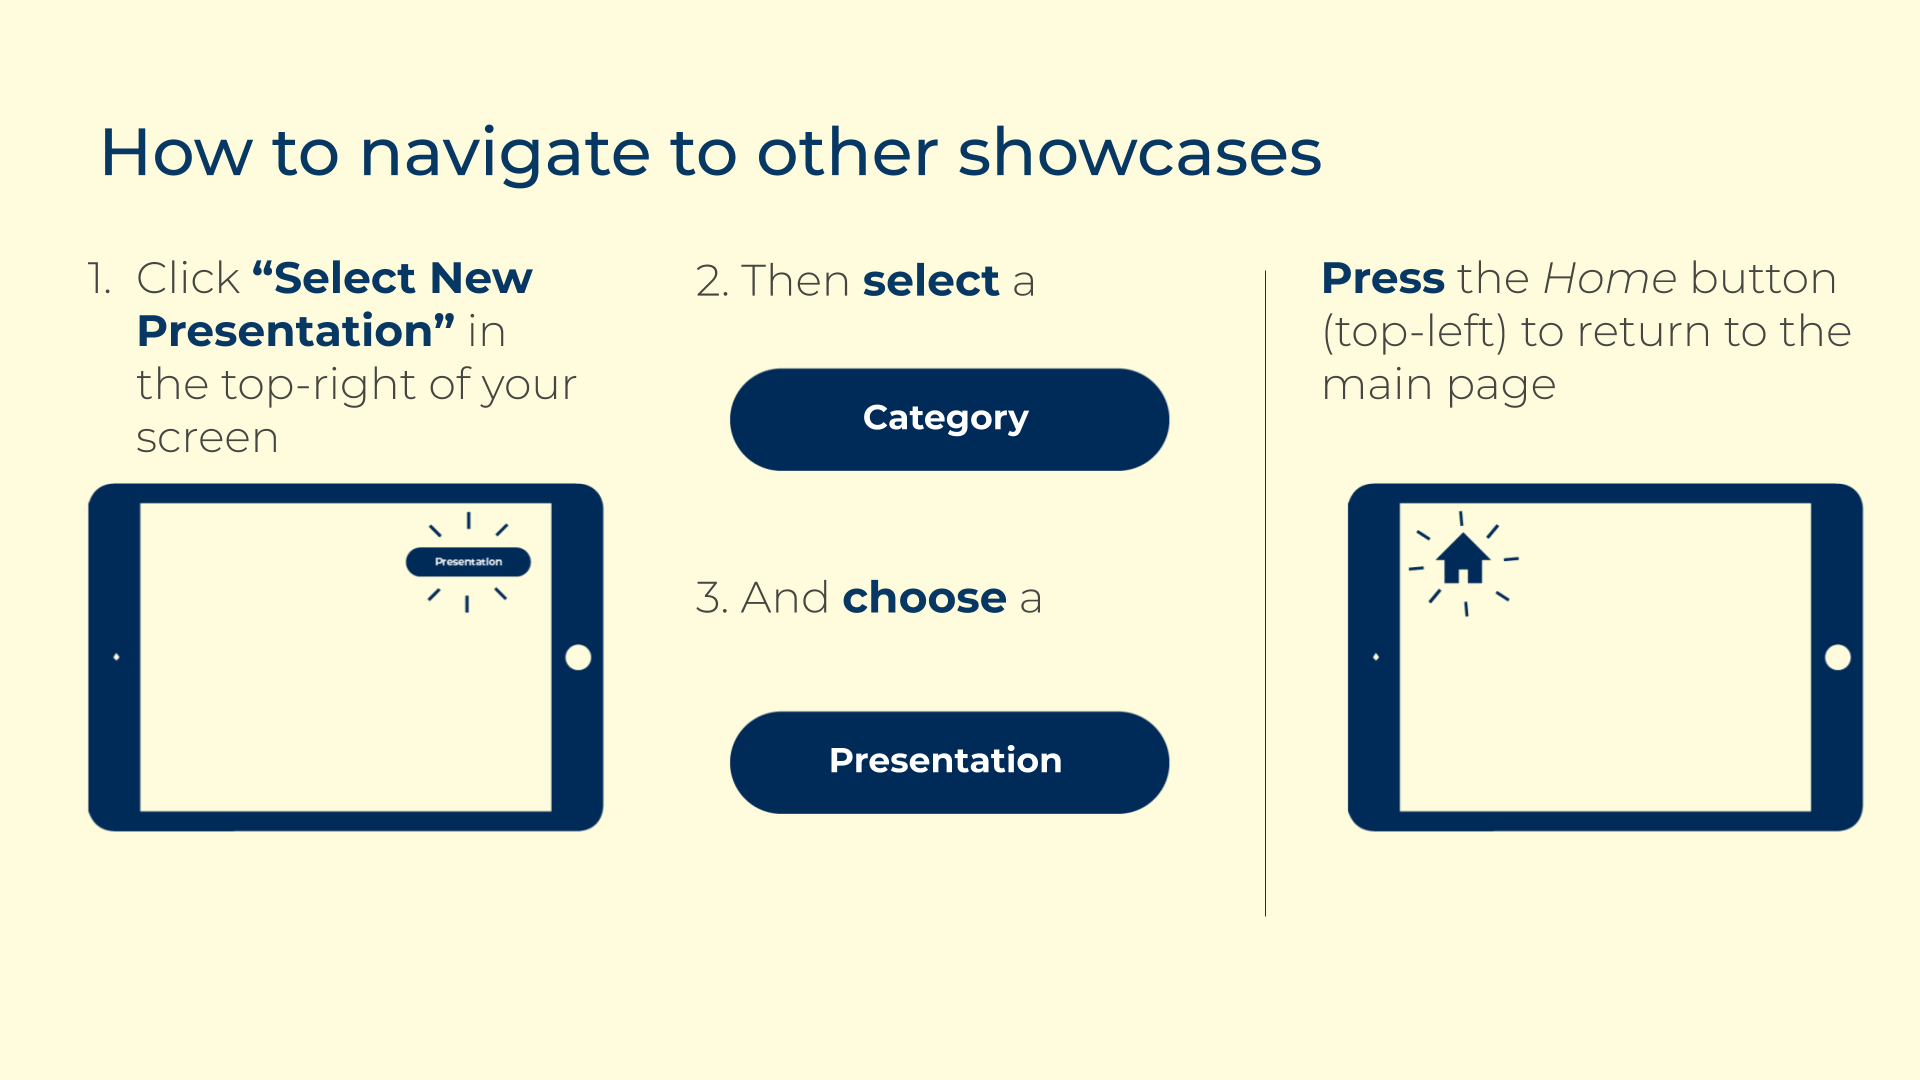 How to navigate to other showcases
1. Click “Select New
Presentation” in
the top-right of your
screen
Presentation
2. Then select a
Category
3. And choose a
Presentation
Press the Home button
(top-left) to return to the
main page